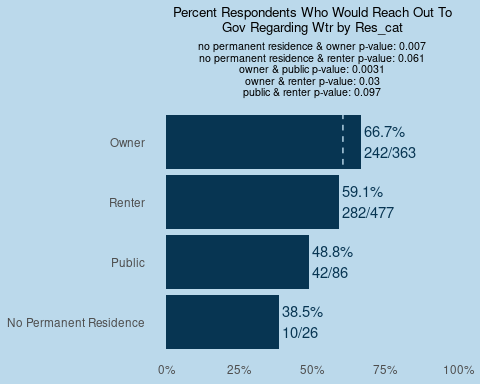 Percent Respondents Who Would Reach Out To
Gov Regarding Wtr by Res_cat
no permanent residence & owner p-value: 0.007
no permanent residence & renter p-value: 0.061
owner & public p-value: 0.0031
owner & renter p-value: 0.03
public & renter p-value: 0.097
Owner
66.7%
242/363
Renter
59.1%
282/477
Public
48.8%
42/86
No Permanent Residence
38.5%
10/26
0% 25% 50% 75% 100%